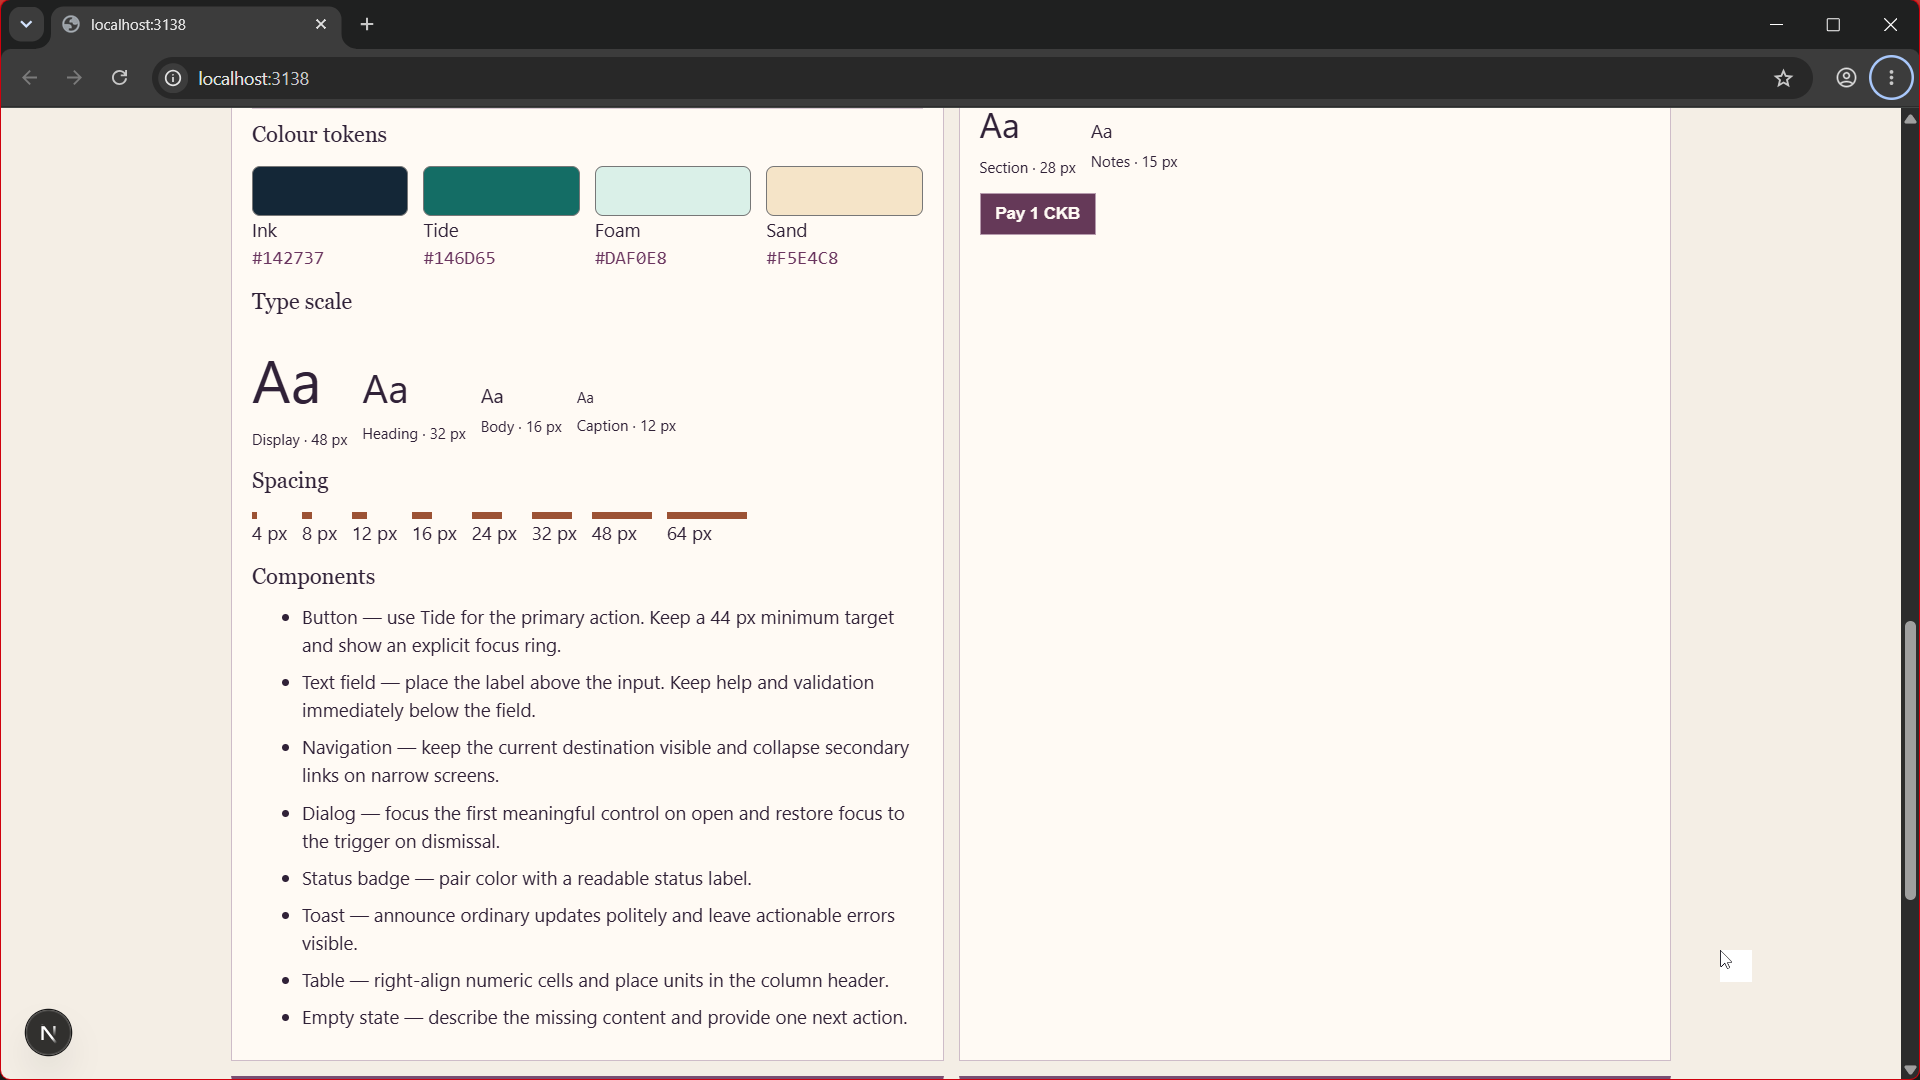 localhost:3138
localhost:3138
Colour tokens
Ink
#142737
Tide
#146D65
Foam
#DAF0E8
Sand
#F5E4C8
Type scale
Aa
Display · 48 px
Aa
Heading · 32 px
Aa
Body · 16 px
Aa
Caption · 12 px
Spacing
4 px
8 px
12 px
16 px
24 px
32 px
48 px
64 px
Components
Button — use Tide for the primary action. Keep a 44 px minimum target
and show an explicit focus ring.
Text field — place the label above the input. Keep help and validation
immediately below the field.
Navigation — keep the current destination visible and collapse secondary
links on narrow screens.
Dialog — focus the first meaningful control on open and restore focus to
the trigger on dismissal.
Status badge — pair color with a readable status label.
Toast — announce ordinary updates politely and leave actionable errors
visible.
Table — right-align numeric cells and place units in the column header.
Empty state — describe the missing content and provide one next action.
Aa
Section · 28 px
Aa
Notes · 15 px
Pay 1 CKB
N